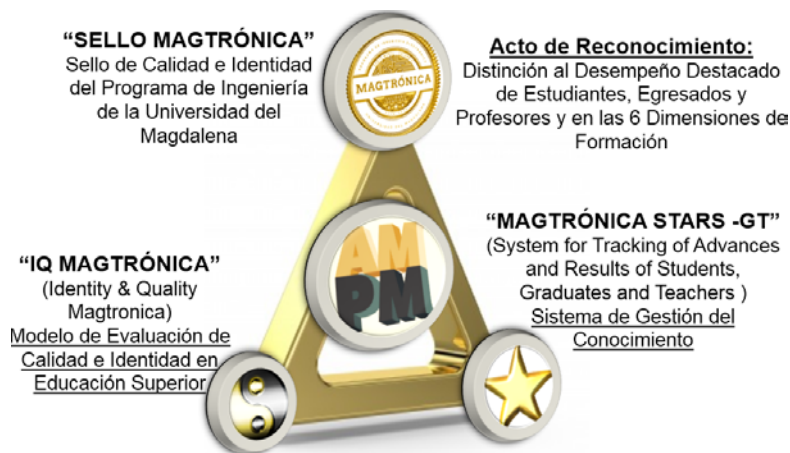 “SELLO MAGTRÓNICA”
Sello de Calidad e Identidad
del Programa de Ingeniería
de la Universidad del
Magdalena
MAGTRÓNICA
Acto de Reconocimiento:
Distinción al Desempeño Destacado
de Estudiantes, Egresados y
Profesores y en las 6 Dimensiones de
Formación
“IQ MAGTRÓNICA”
(Identity & Quality
Magtronica)
Modelo de Evaluación de
Calidad e Identidad en
Educación Superior
AM
PM
“MAGTRÓNICA STARS -GT”
(System for Tracking of Advances
and Results of Students,
Graduates and Teachers )
Sistema de Gestión del
Conocimiento